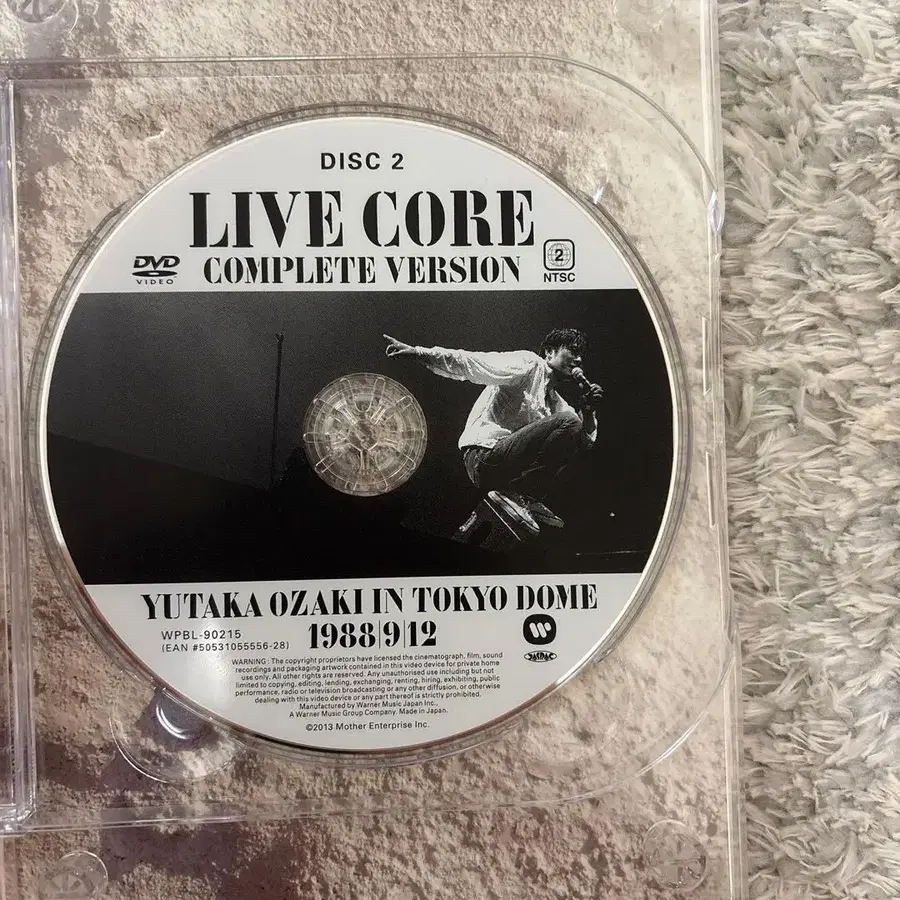 DISC 2
LIVE CORE
COMPLETE VERSION
DVD
VIDEO
2
NTSC
YUTAKA OZAKI IN TOKYO DOME
1988|9|12
WPBL-90215
(EAN #50531055556-28)
WARNING : The copyright proprietors have licensed the cinematograph, film, sound
recordings and packaging artwork contained in this video device for private home
use only. All other rights are reserved. Any unauthorised use including but not
limited to copying, editing, lending, exchanging, renting, hiring, exhibiting, public
performance, radio or television broadcasting or any other diffusion, or otherwise
dealing with this video device or any part thereof is strictly prohibited.
Manufactured by Warner Music Japan Inc.,
A Warner Music Group Company. Made in Japan.
©2013 Mother Enterprise Inc.